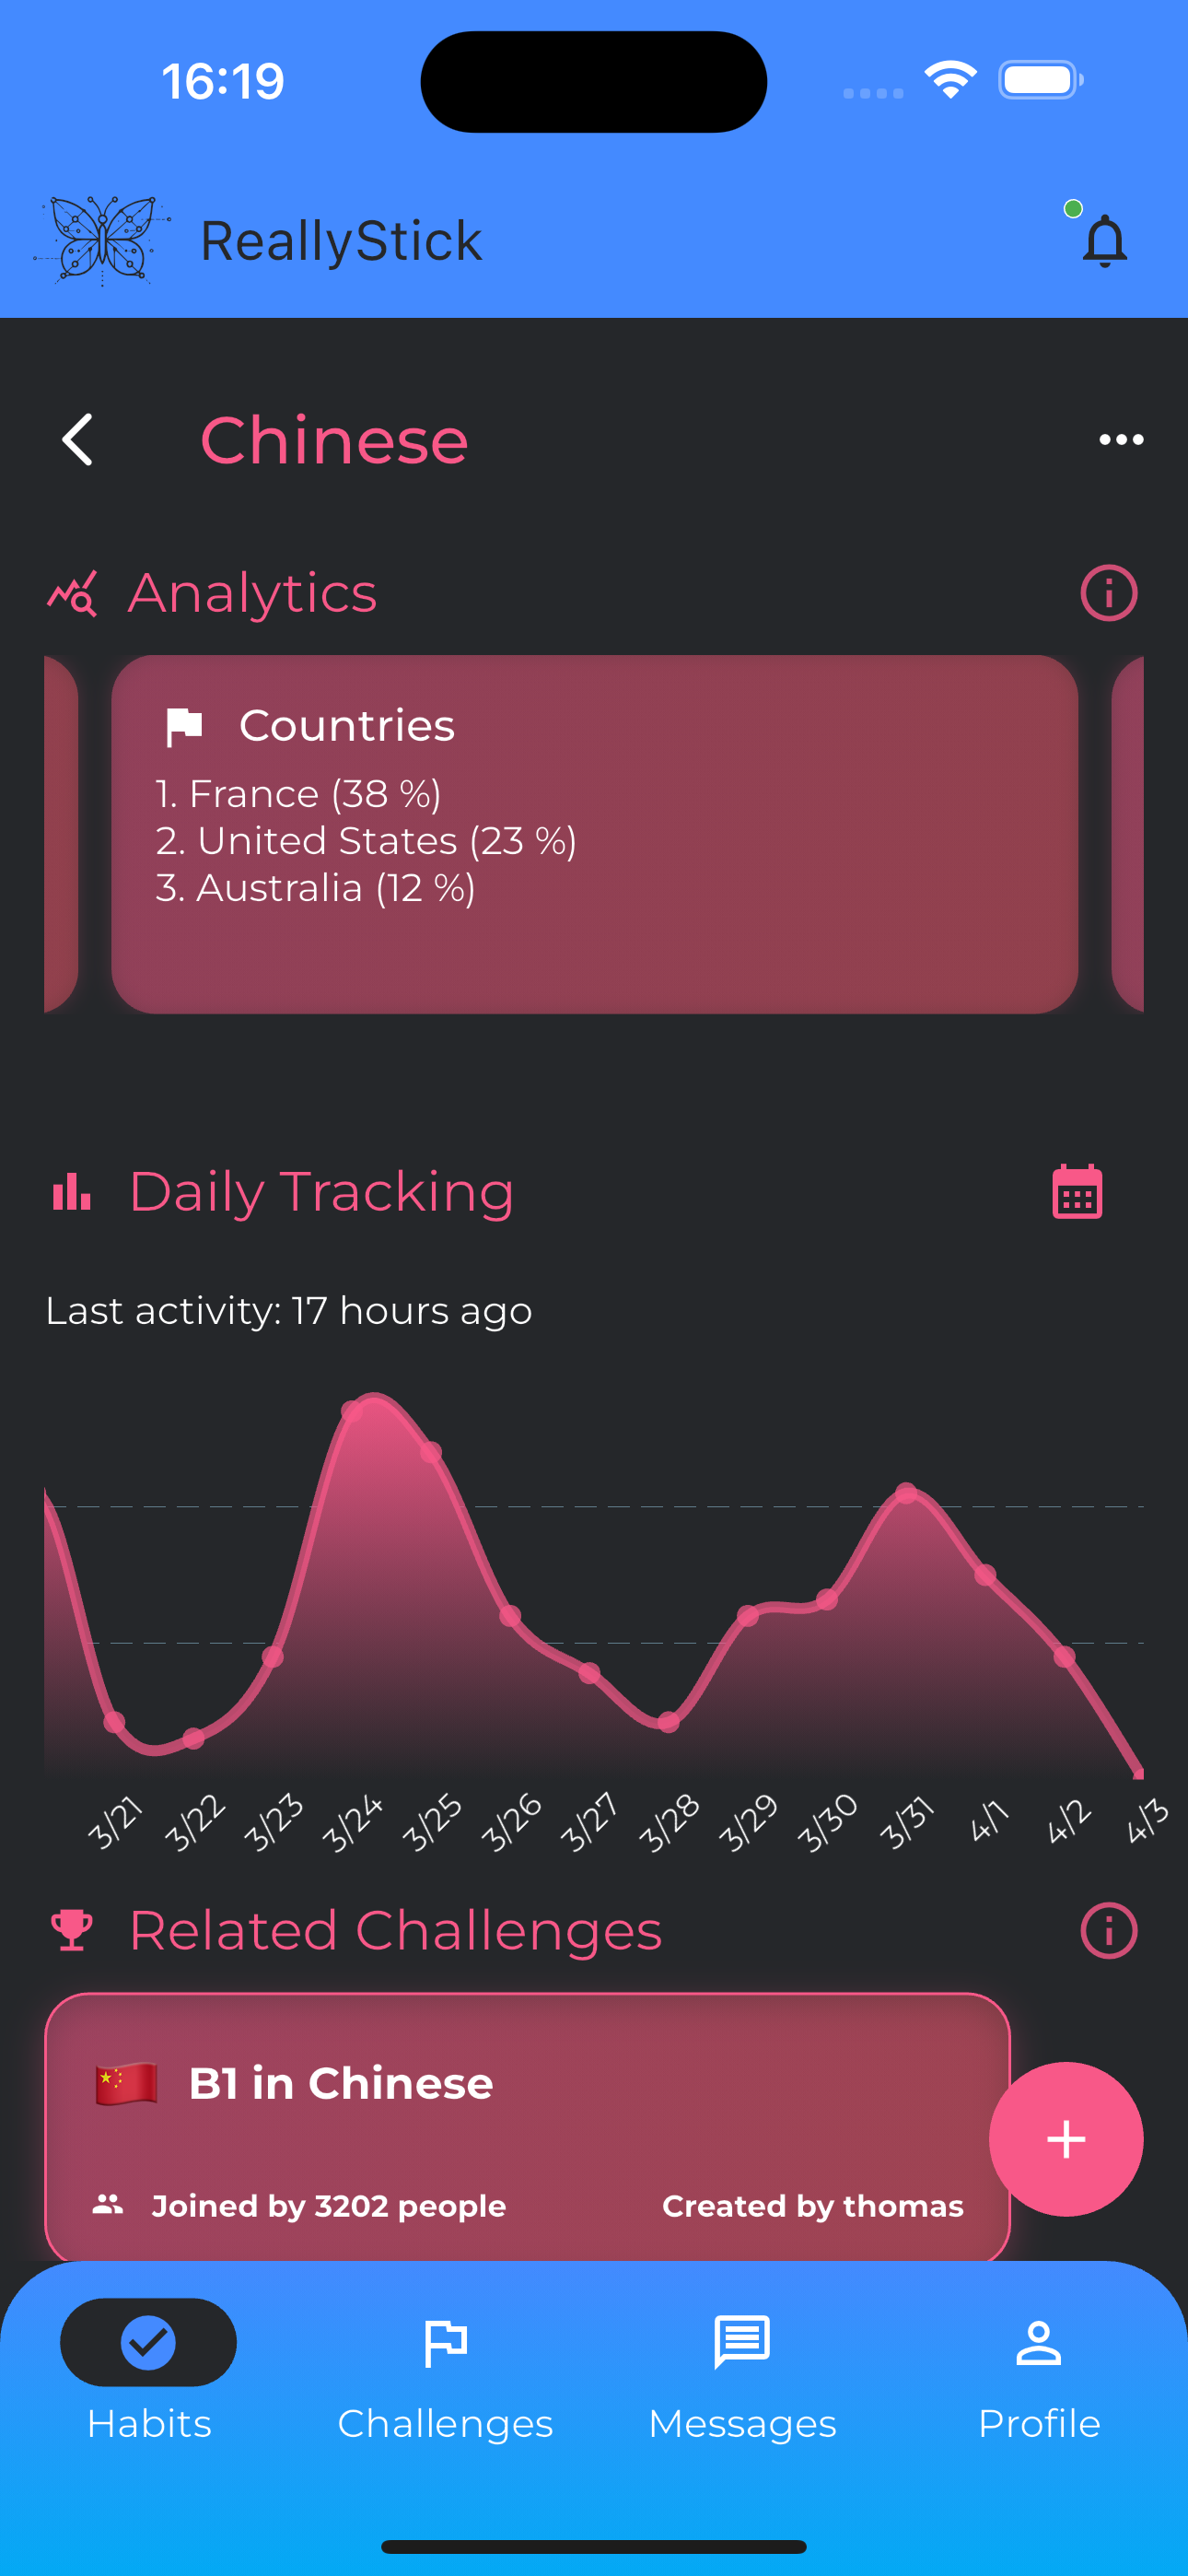 16:19
ReallyStick
Chinese
Analytics
Countries
1. France (38 %)
2. United States (23 %)
3. Australia (12 %)
Daily Tracking
Last activity: 17 hours ago
3/21 3/22 3/23 3/24 3/25 3/26 3/27 3/28 3/29 3/30 3/31 4/1 4/2 4/3
Related Challenges
B1 in Chinese
Joined by 3202 people Created by thomas
Habits Challenges Messages Profile